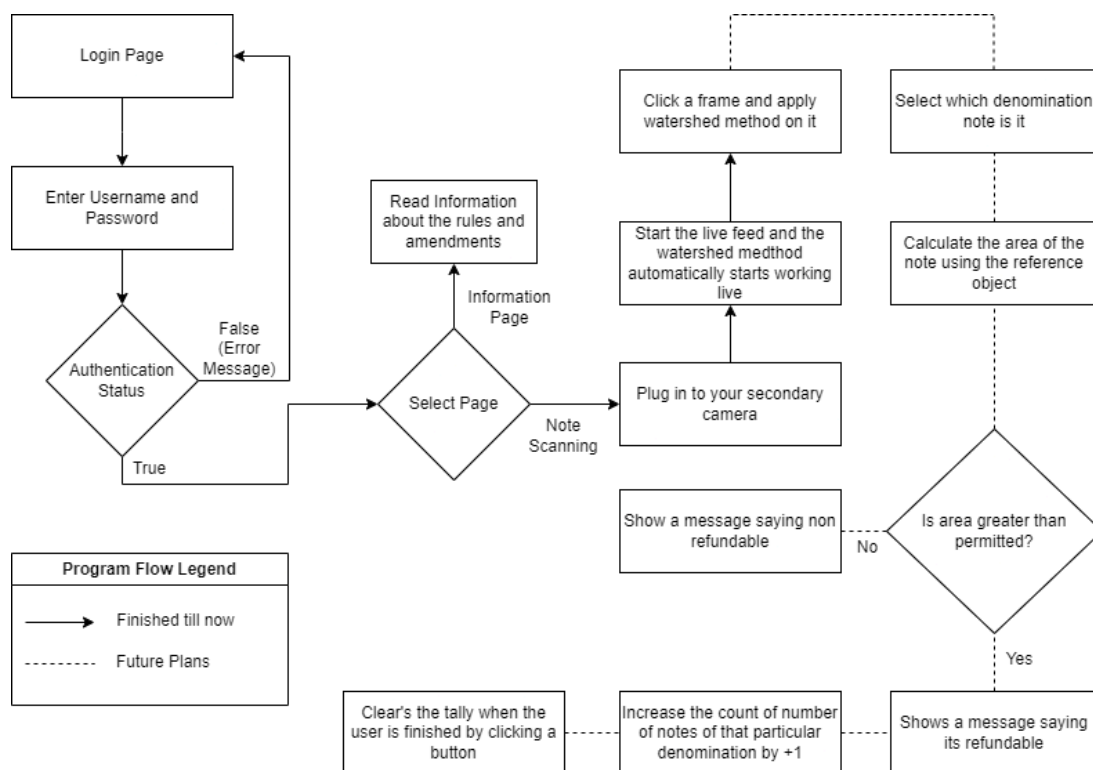 Login Page
Enter Username and
Password
Authentication
Status
False
(Error
Message)
True
Read Information
about the rules and
amendments
Information
Page
Select Page
Note
Scanning
Click a frame and apply
watershed method on it
Start the live feed and the
watershed medthod
automatically starts working
live
Plug in to your secondary
camera
Select which denomination
note is it
Calculate the area of the
note using the reference
object
Is area greater than
permitted?
No
Show a message saying non
refundable
Yes
Shows a message saying
its refundable
Increase the count of number
of notes of that particular
denomination by +1
Clear's the tally when the
user is finished by clicking a
button
Program Flow Legend
Finished till now
Future Plans